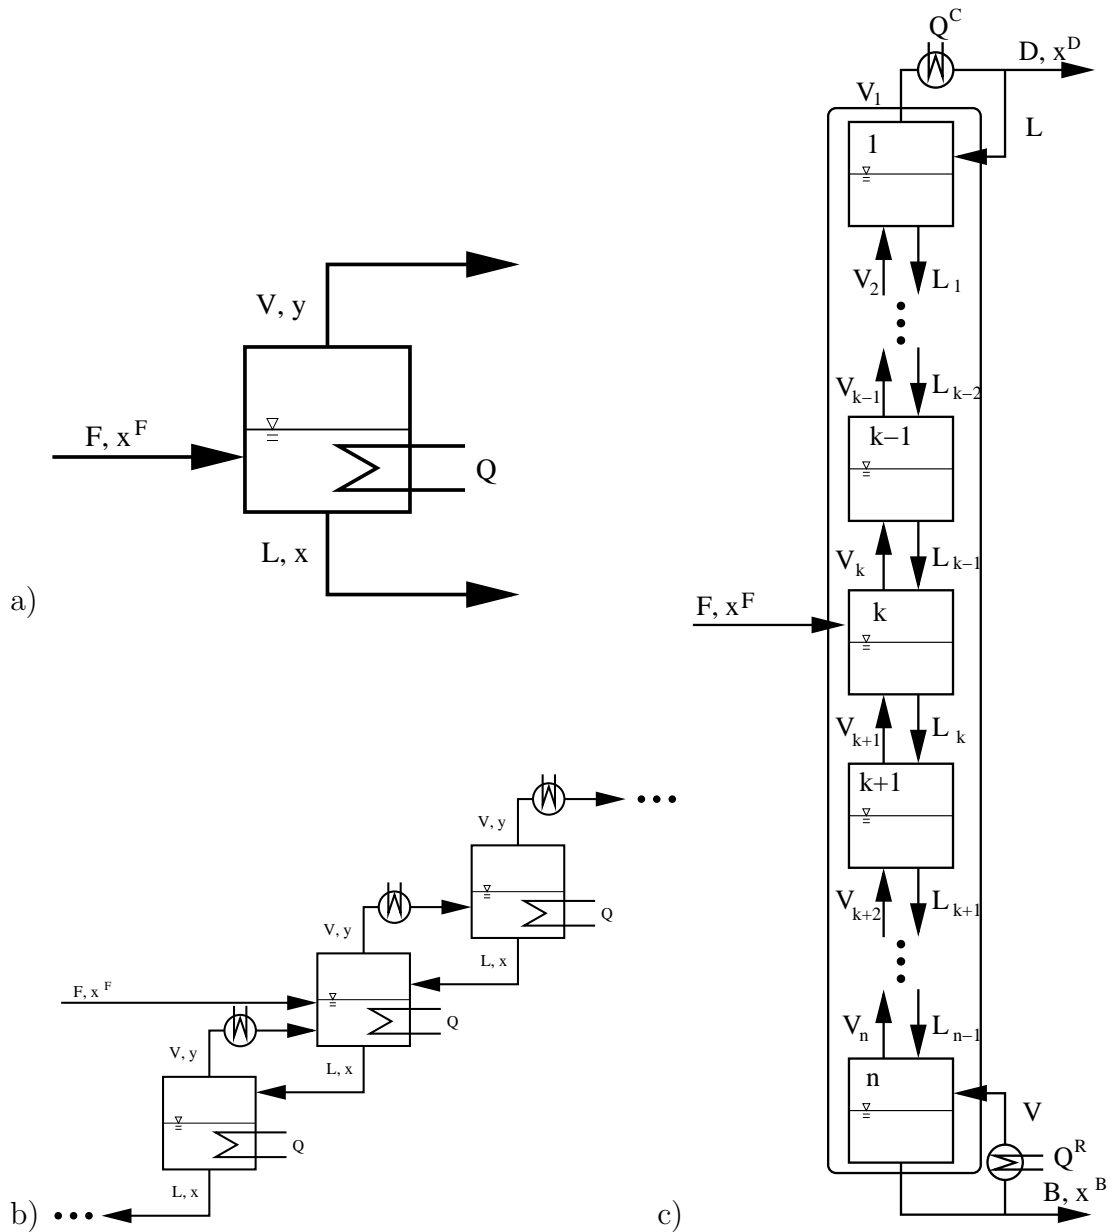 V, y
F, x^F
Q
L, x
a)
V, y
Q
V, y
L, x
F, x^F
Q
V, y
L, x
Q
L, x
b)
Q^C
D, x^D
V_1
L
1
V_2
L_1
V_{k−1}
L_{k−2}
k−1
V_k
L_{k−1}
F, x^F
k
V_{k+1}
L_k
k+1
V_{k+2}
L_{k+1}
V_n
L_{n−1}
n
V
Q^R
B, x^B
c)